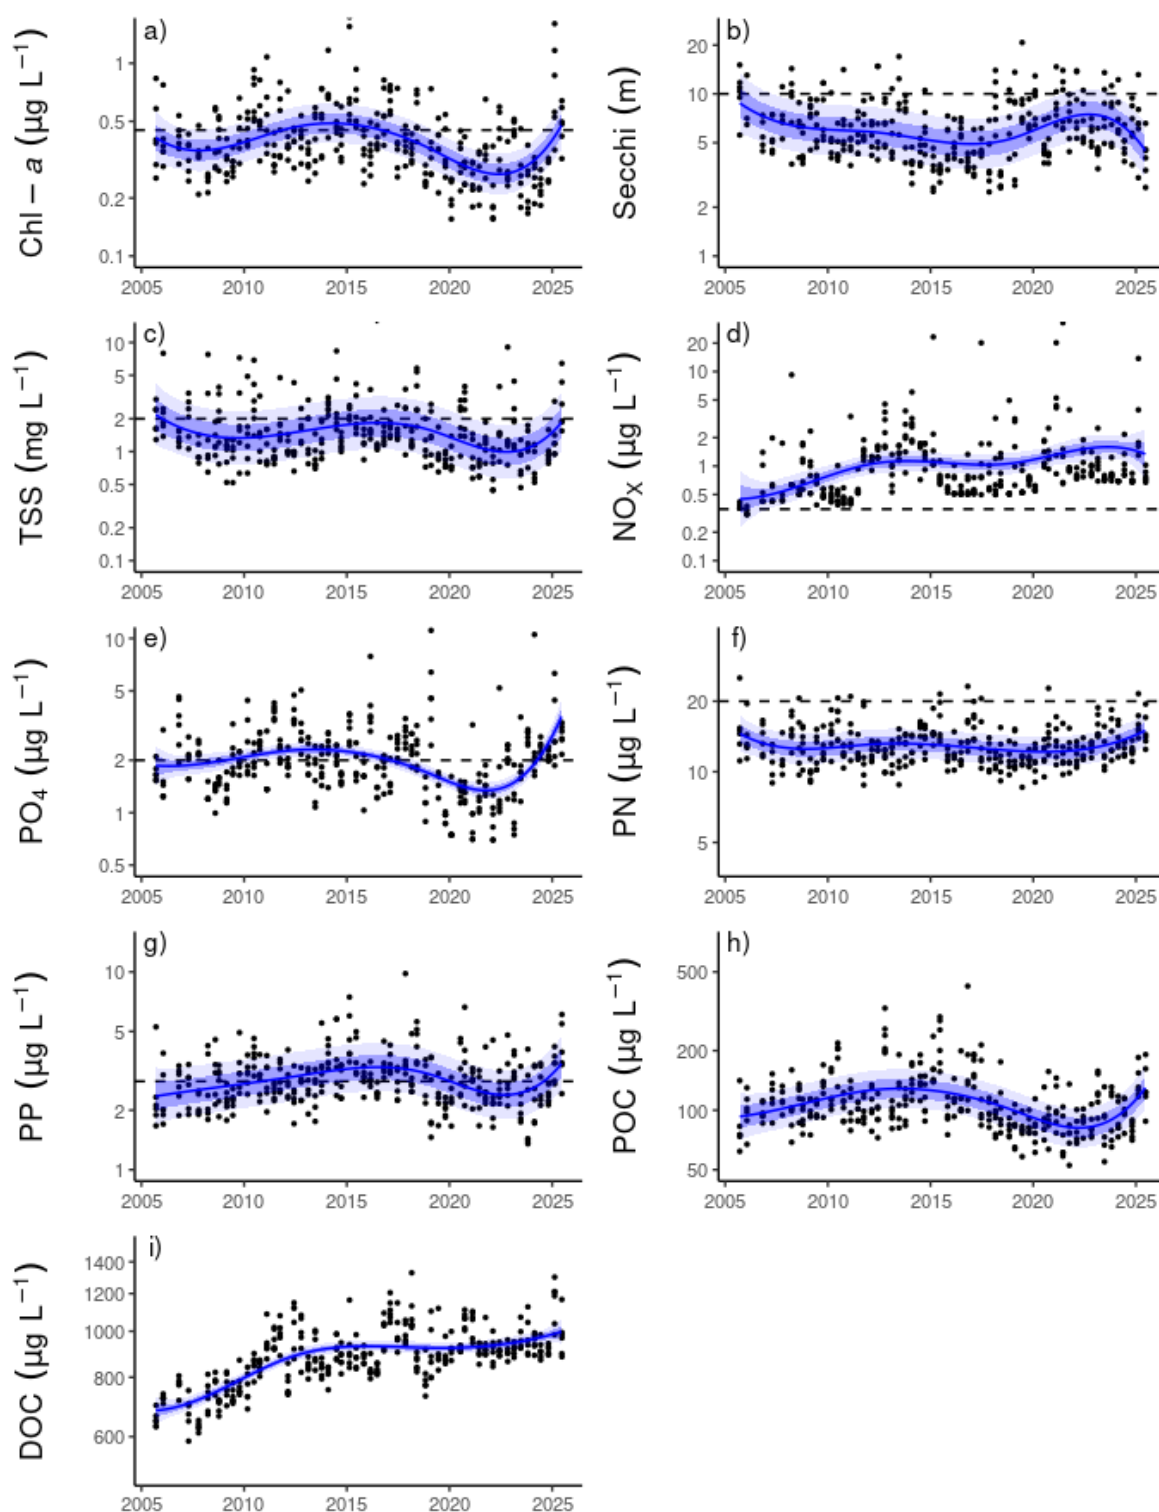 a)
Chl − a (µg L−1)
1
0.5
0.2
0.1
2005 2010 2015 2020 2025
b)
Secchi (m)
20
10
5
2
1
2005 2010 2015 2020 2025
c)
TSS (mg L−1)
10
5
2
1
0.5
0.2
0.1
2005 2010 2015 2020 2025
d)
NOX (µg L−1)
20
10
5
2
1
0.5
0.2
0.1
2005 2010 2015 2020 2025
e)
PO4 (µg L−1)
10
5
2
1
0.5
2005 2010 2015 2020 2025
f)
PN (µg L−1)
20
10
5
2005 2010 2015 2020 2025
g)
PP (µg L−1)
10
5
2
1
2005 2010 2015 2020 2025
h)
POC (µg L−1)
500
200
100
50
2005 2010 2015 2020 2025
i)
DOC (µg L−1)
1400
1200
1000
800
600
2005 2010 2015 2020 2025